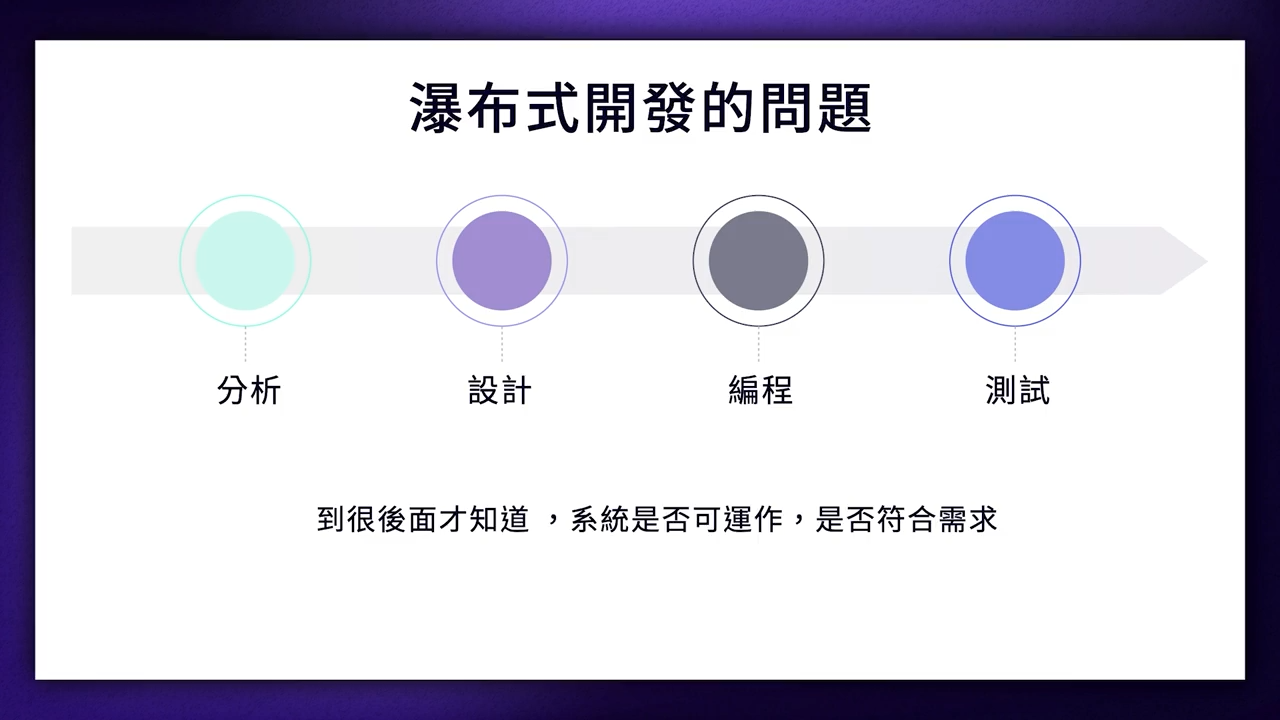 瀑布式開發的問題
分析
設計
編程
測試
到很後面才知道 ，系統是否可運作，是否符合需求